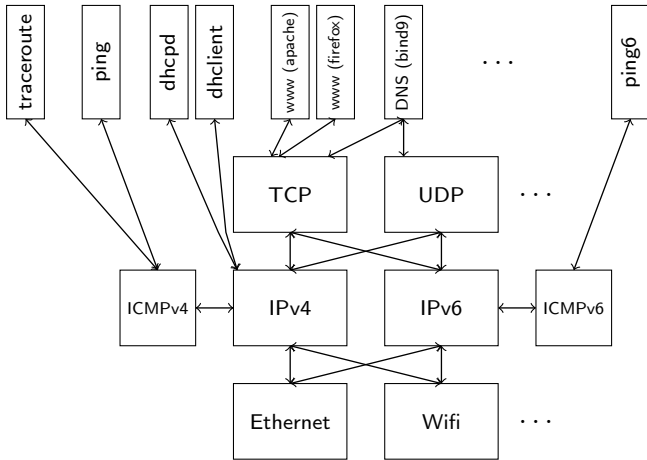 traceroute
ping
dhcpd
dhclient
www (apache)
www (firefox)
DNS (bind9)
...
ping6
TCP
UDP
...
ICMPv4
IPv4
IPv6
ICMPv6
Ethernet
Wifi
...